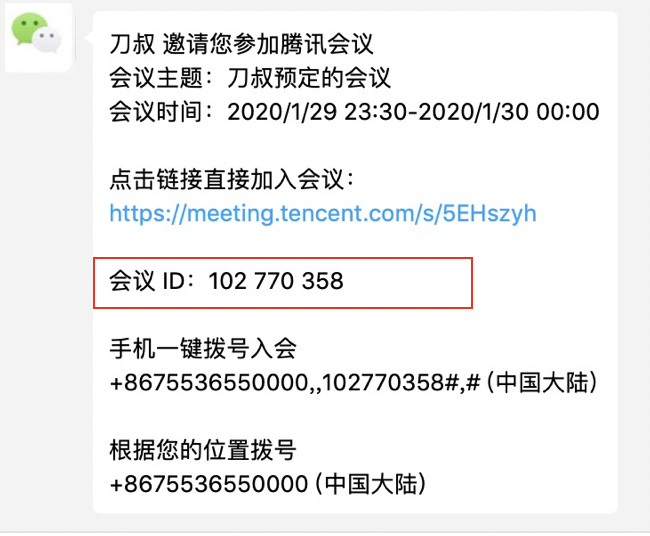 刀叔 邀请您参加腾讯会议
会议主题：刀叔预定的会议
会议时间：2020/1/29 23:30-2020/1/30 00:00
点击链接直接加入会议：
https://meeting.tencent.com/s/5EHszyh
会议 ID：102 770 358
手机一键拨号入会
+8675536550000,,102770358#,# (中国大陆)
根据您的位置拨号
+8675536550000 (中国大陆)